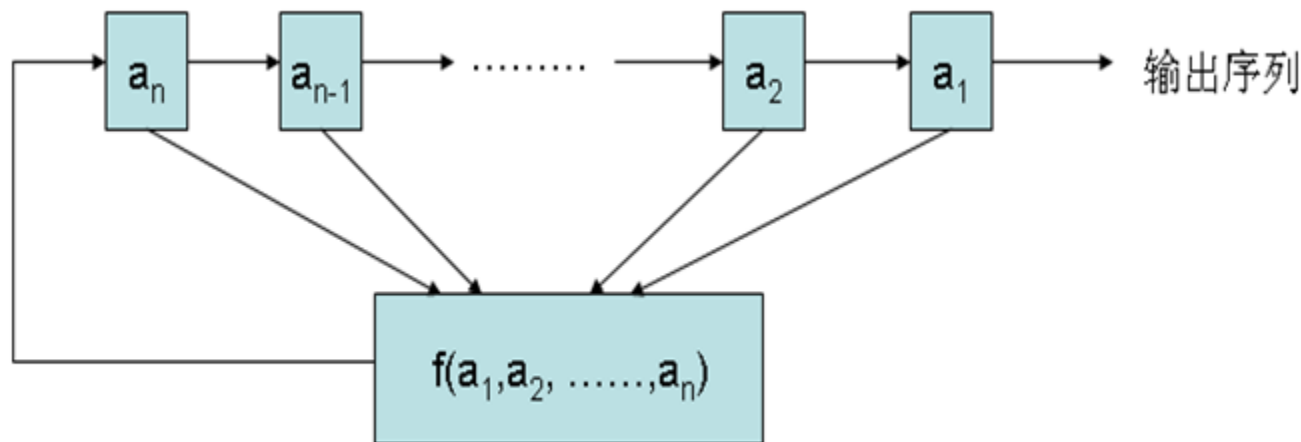 aₙ aₙ₋₁ ......... a₂ a₁ 输出序列
f(a₁,a₂, ......,aₙ)